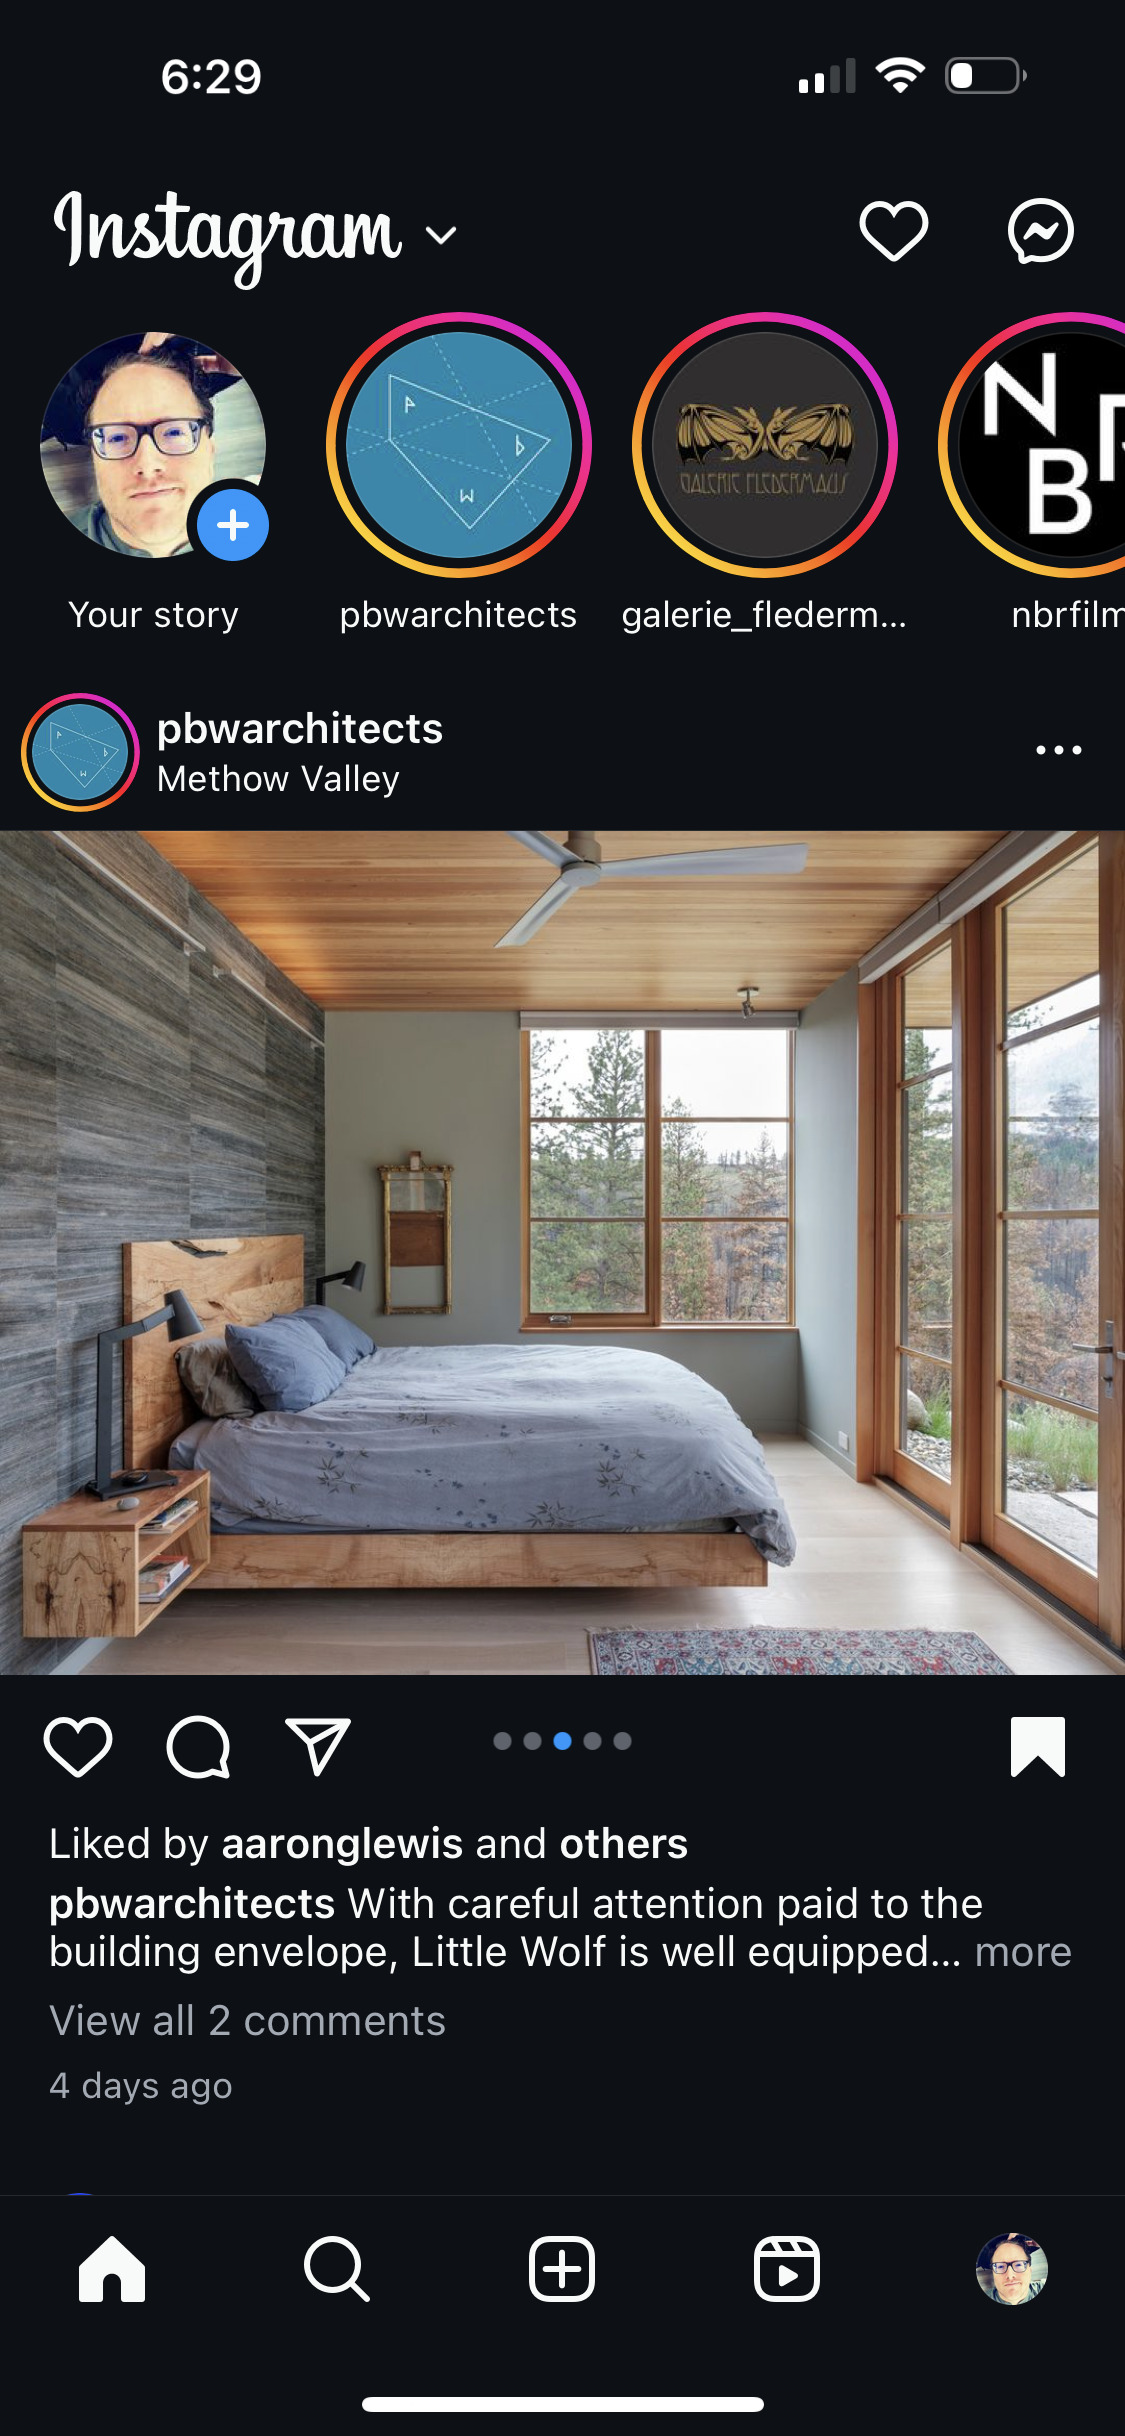 6:29
Instagram
P
b
W
GALERIE FLEDERMAUS
N
B
Your story
pbwarchitects
galerie_flederm...
nbrfilm
pbwarchitects
Methow Valley
Liked by aaronglewis and others
pbwarchitects With careful attention paid to the
building envelope, Little Wolf is well equipped... more
View all 2 comments
4 days ago